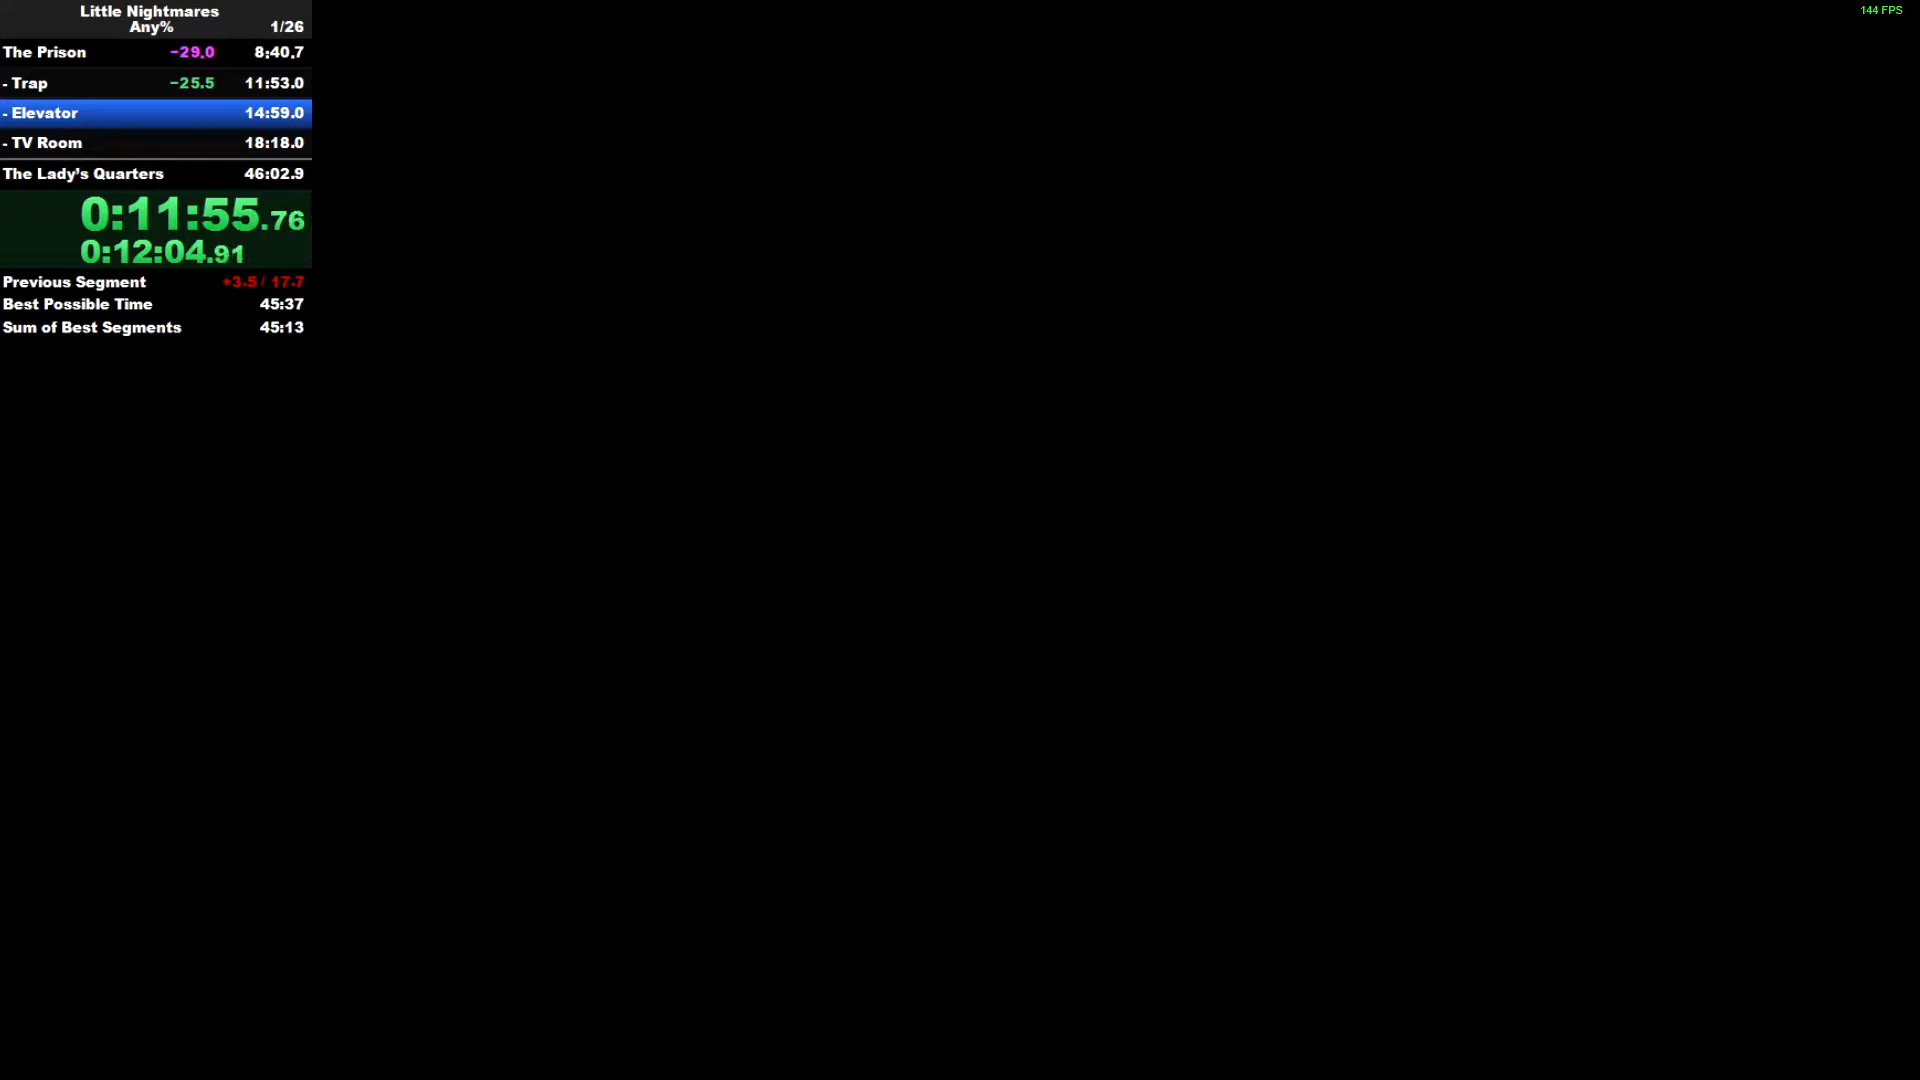 Little Nightmares
Any% 1/26
The Prison −29.0 8:40.7
- Trap −25.5 11:53.0
- Elevator 14:59.0
- TV Room 18:18.0
The Lady's Quarters 46:02.9
0:11:55.76
0:12:04.91
Previous Segment +3.5 / 17.7
Best Possible Time 45:37
Sum of Best Segments 45:13
144 FPS